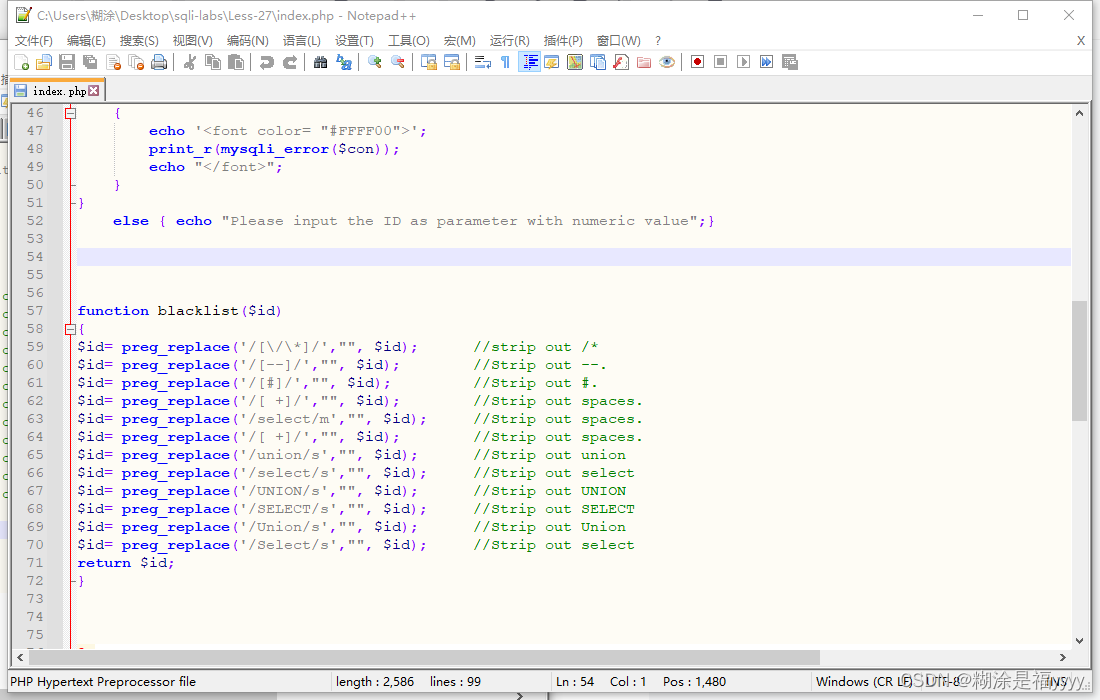 C:\Users\糊涂\Desktop\sqli-labs\Less-27\index.php - Notepad++
文件(F) 编辑(E) 搜索(S) 视图(V) 编码(N) 语言(L) 设置(T) 工具(O) 宏(M) 运行(R) 插件(P) 窗口(W) ? X
index.php
46 {
47 echo '<font color= "#FFFF00">';
48 print_r(mysqli_error($con));
49 echo "</font>";
50 }
51 }
52 else { echo "Please input the ID as parameter with numeric value";}
53
54
55
56
57 function blacklist($id)
58 {
59 $id= preg_replace('/[\/\*]/',"", $id); //strip out /*
60 $id= preg_replace('/[--]/',"", $id); //Strip out --.
61 $id= preg_replace('/[#]/',"", $id); //Strip out #.
62 $id= preg_replace('/[ +]/',"", $id); //Strip out spaces.
63 $id= preg_replace('/select/m',"", $id); //Strip out spaces.
64 $id= preg_replace('/[ +]/',"", $id); //Strip out spaces.
65 $id= preg_replace('/union/s',"", $id); //Strip out union
66 $id= preg_replace('/select/s',"", $id); //Strip out select
67 $id= preg_replace('/UNION/s',"", $id); //Strip out UNION
68 $id= preg_replace('/SELECT/s',"", $id); //Strip out SELECT
69 $id= preg_replace('/Union/s',"", $id); //Strip out Union
70 $id= preg_replace('/Select/s',"", $id); //Strip out select
71 return $id;
72 }
73
74
75
PHP Hypertext Preprocessor file length : 2,586 lines : 99 Ln : 54 Col : 1 Pos : 1,480 Windows (CR LF) UTF-8 INS
CSDN @糊涂是福yyyy